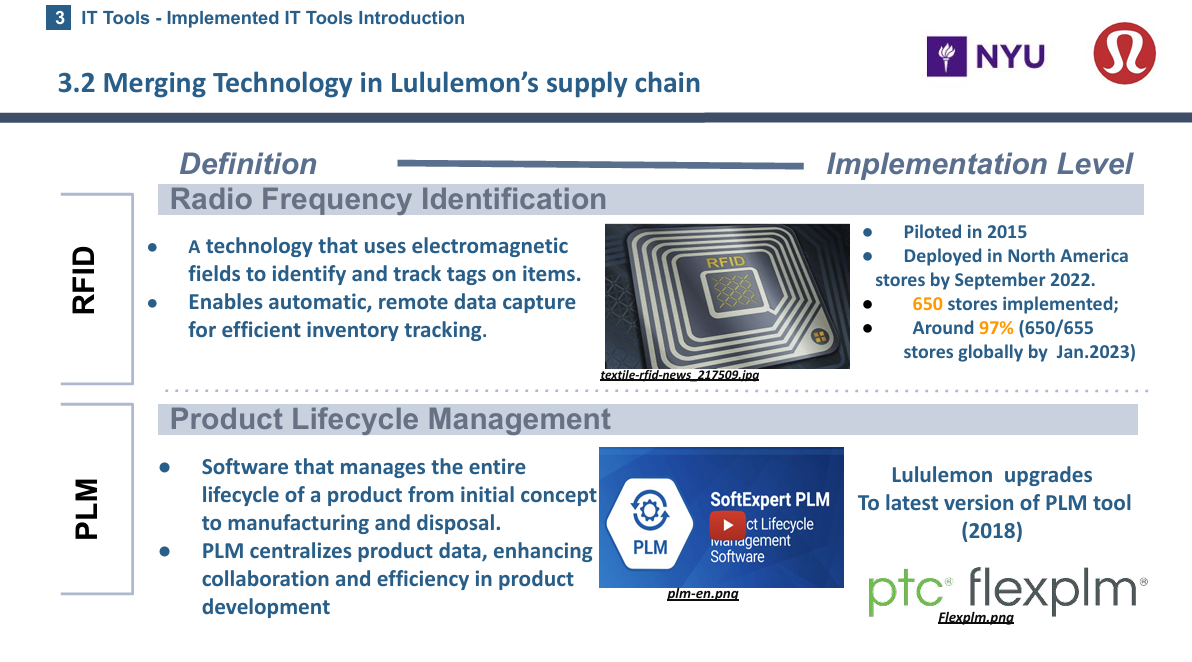 3 IT Tools - Implemented IT Tools Introduction
3.2 Merging Technology in Lululemon’s supply chain
NYU
Definition
Implementation Level
RFID
Radio Frequency Identification
● A technology that uses electromagnetic
fields to identify and track tags on items.
● Enables automatic, remote data capture
for efficient inventory tracking.
RFID
textile-rfid-news_217509.jpg
● Piloted in 2015
● Deployed in North America
stores by September 2022.
● 650 stores implemented;
● Around 97% (650/655
stores globally by Jan.2023)
PLM
Product Lifecycle Management
● Software that manages the entire
lifecycle of a product from initial concept
to manufacturing and disposal.
● PLM centralizes product data, enhancing
collaboration and efficiency in product
development
PLM
SoftExpert PLM
ct Lifecycle
Management
Software
plm-en.png
Lululemon upgrades
To latest version of PLM tool
(2018)
ptc® flexplm®
Flexplm.png